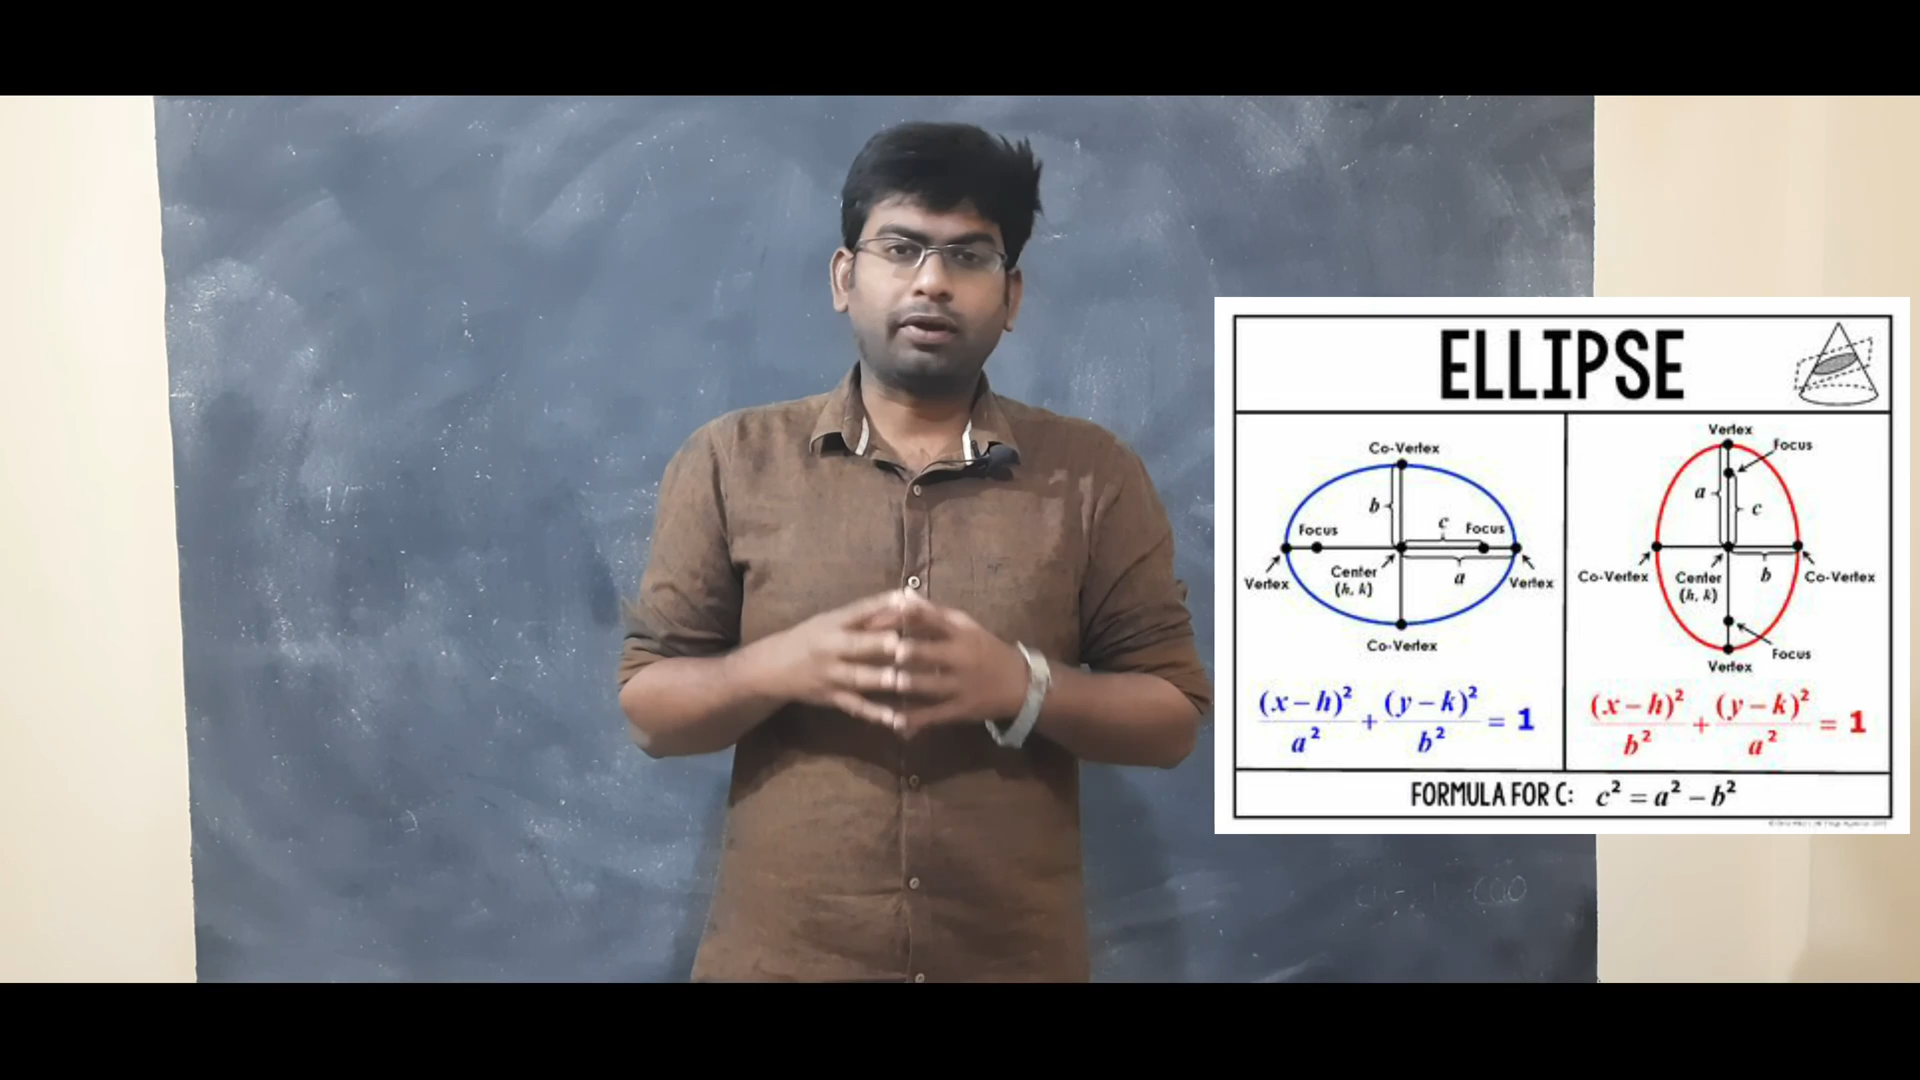 ELLIPSE
Co-Vertex
b
Focus
c
Focus
Vertex
Center
(h, k)
a
Vertex
Co-Vertex
(x – h)² / a² + (y – k)² / b² = 1
Vertex
Focus
a
c
Co-Vertex
Center
(h, k)
b
Co-Vertex
Focus
Vertex
(x – h)² / b² + (y – k)² / a² = 1
FORMULA FOR C: c² = a² – b²